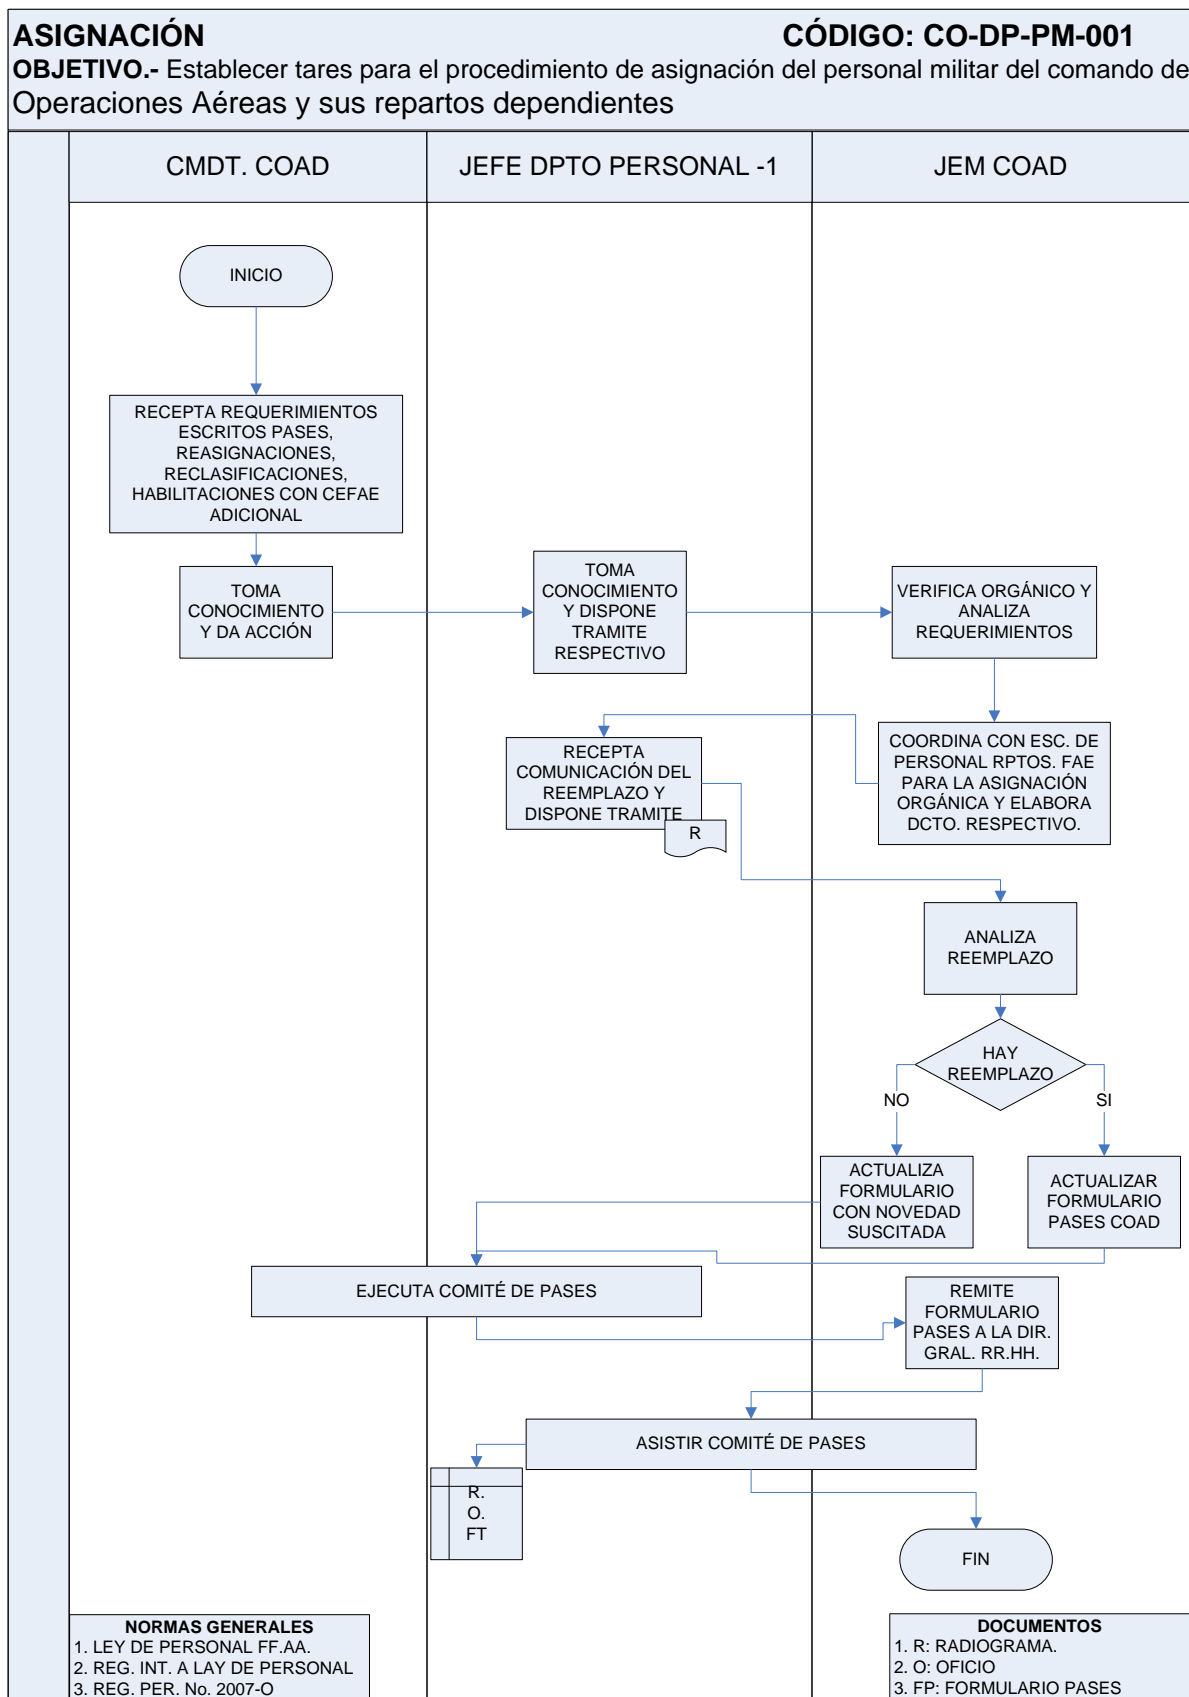 ASIGNACIÓN CÓDIGO: CO-DP-PM-001
OBJETIVO.- Establecer tares para el procedimiento de asignación del personal militar del comando de
Operaciones Aéreas y sus repartos dependientes
CMDT. COAD
JEFE DPTO PERSONAL -1
JEM COAD
INICIO
RECEPTA REQUERIMIENTOS
ESCRITOS PASES,
REASIGNACIONES,
RECLASIFICACIONES,
HABILITACIONES CON CEFAE
ADICIONAL
TOMA
CONOCIMIENTO
Y DA ACCIÓN
TOMA
CONOCIMIENTO
Y DISPONE
TRAMITE
RESPECTIVO
VERIFICA ORGÁNICO Y
ANALIZA
REQUERIMIENTOS
COORDINA CON ESC. DE
PERSONAL RPTOS. FAE
PARA LA ASIGNACIÓN
ORGÁNICA Y ELABORA
DCTO. RESPECTIVO.
RECEPTA
COMUNICACIÓN DEL
REEMPLAZO Y
DISPONE TRAMITE
R
ANALIZA
REEMPLAZO
HAY
REEMPLAZO
NO
SI
ACTUALIZA
FORMULARIO
CON NOVEDAD
SUSCITADA
ACTUALIZAR
FORMULARIO
PASES COAD
EJECUTA COMITÉ DE PASES
REMITE
FORMULARIO
PASES A LA DIR.
GRAL. RR.HH.
ASISTIR COMITÉ DE PASES
R.
O.
FT
FIN
NORMAS GENERALES
1. LEY DE PERSONAL FF.AA.
2. REG. INT. A LAY DE PERSONAL
3. REG. PER. No. 2007-O
DOCUMENTOS
1. R: RADIOGRAMA.
2. O: OFICIO
3. FP: FORMULARIO PASES